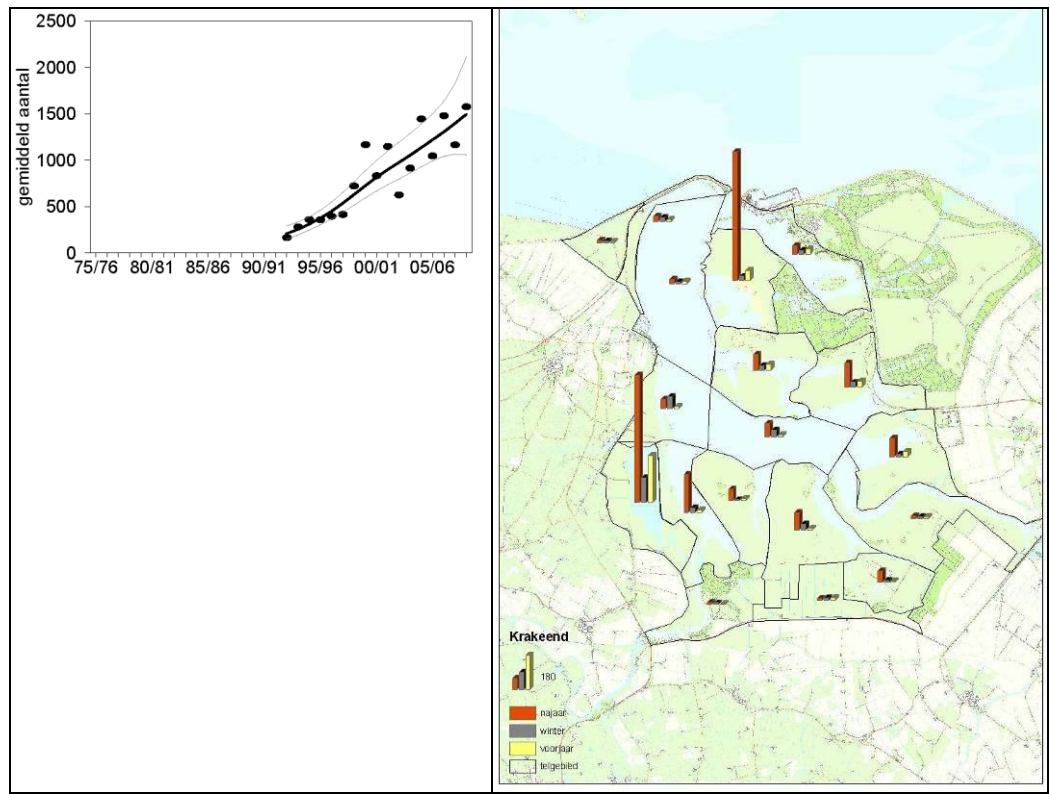 2500
2000
1500
1000
500
0
gemiddeld aantal
75/76 80/81 85/86 90/91 95/96 00/01 05/06
Krakeend
180
najaar
winter
voorjaar
telgebied